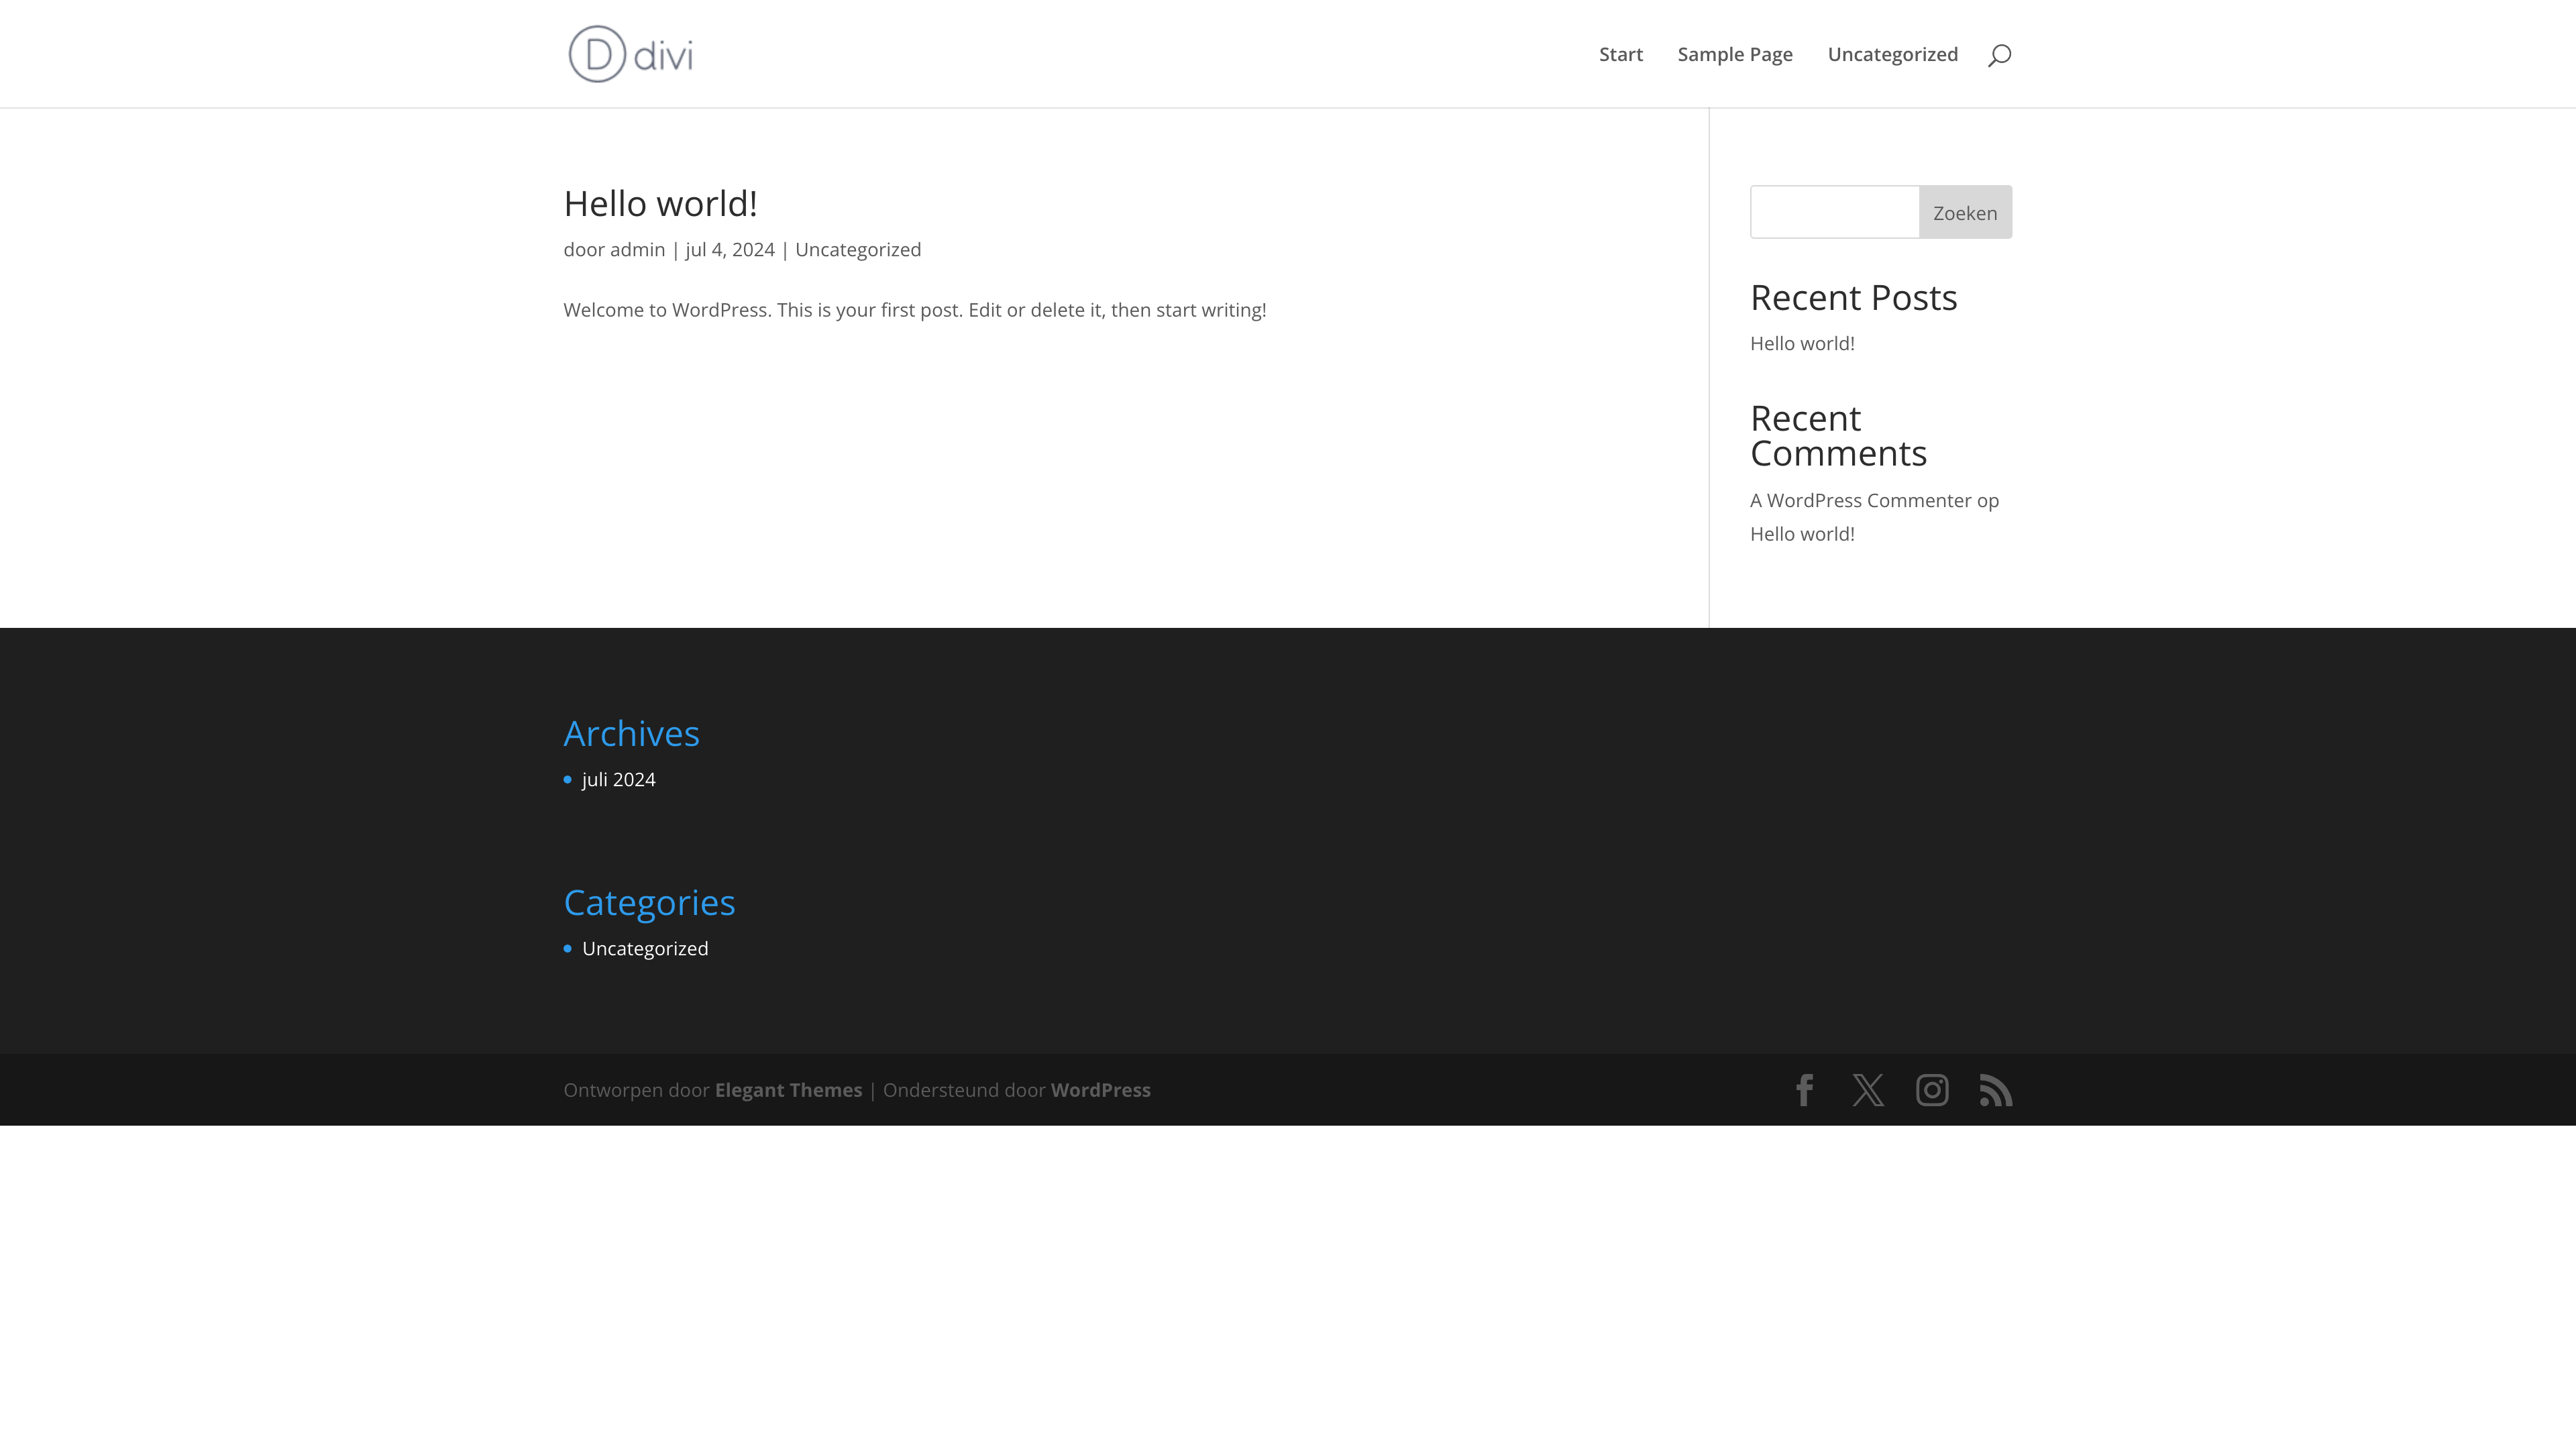 D divi
Start
Sample Page
Uncategorized
Hello world!
door admin | jul 4, 2024 | Uncategorized
Welcome to WordPress. This is your first post. Edit or delete it, then start writing!
Zoeken
Recent Posts
Hello world!
Recent
Comments
A WordPress Commenter op
Hello world!
Archives
juli 2024
Categories
Uncategorized
Ontworpen door Elegant Themes | Ondersteund door WordPress